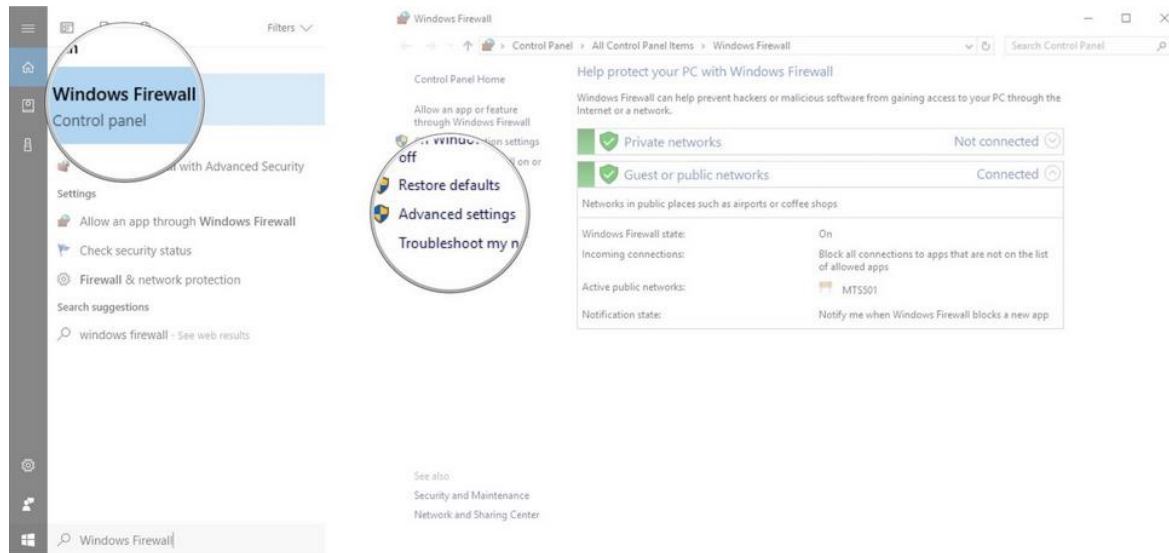 Filters
Windows Firewall
Control panel
with Advanced Security
Settings
Allow an app through Windows Firewall
Check security status
Firewall & network protection
Search suggestions
windows firewall - See web results
Windows Firewall
Windows Firewall
Control Panel > All Control Panel Items > Windows Firewall
Search Control Panel
Control Panel Home
Allow an app or feature
through Windows Firewall
settings
on or
off
Restore defaults
Advanced settings
Troubleshoot my
See also
Security and Maintenance
Network and Sharing Center
Help protect your PC with Windows Firewall
Windows Firewall can help prevent hackers or malicious software from gaining access to your PC through the
Internet or a network.
Private networks Not connected
Guest or public networks Connected
Networks in public places such as airports or coffee shops
Windows Firewall state: On
Incoming connections: Block all connections to apps that are not on the list
of allowed apps
Active public networks: MTS501
Notification state: Notify me when Windows Firewall blocks a new app